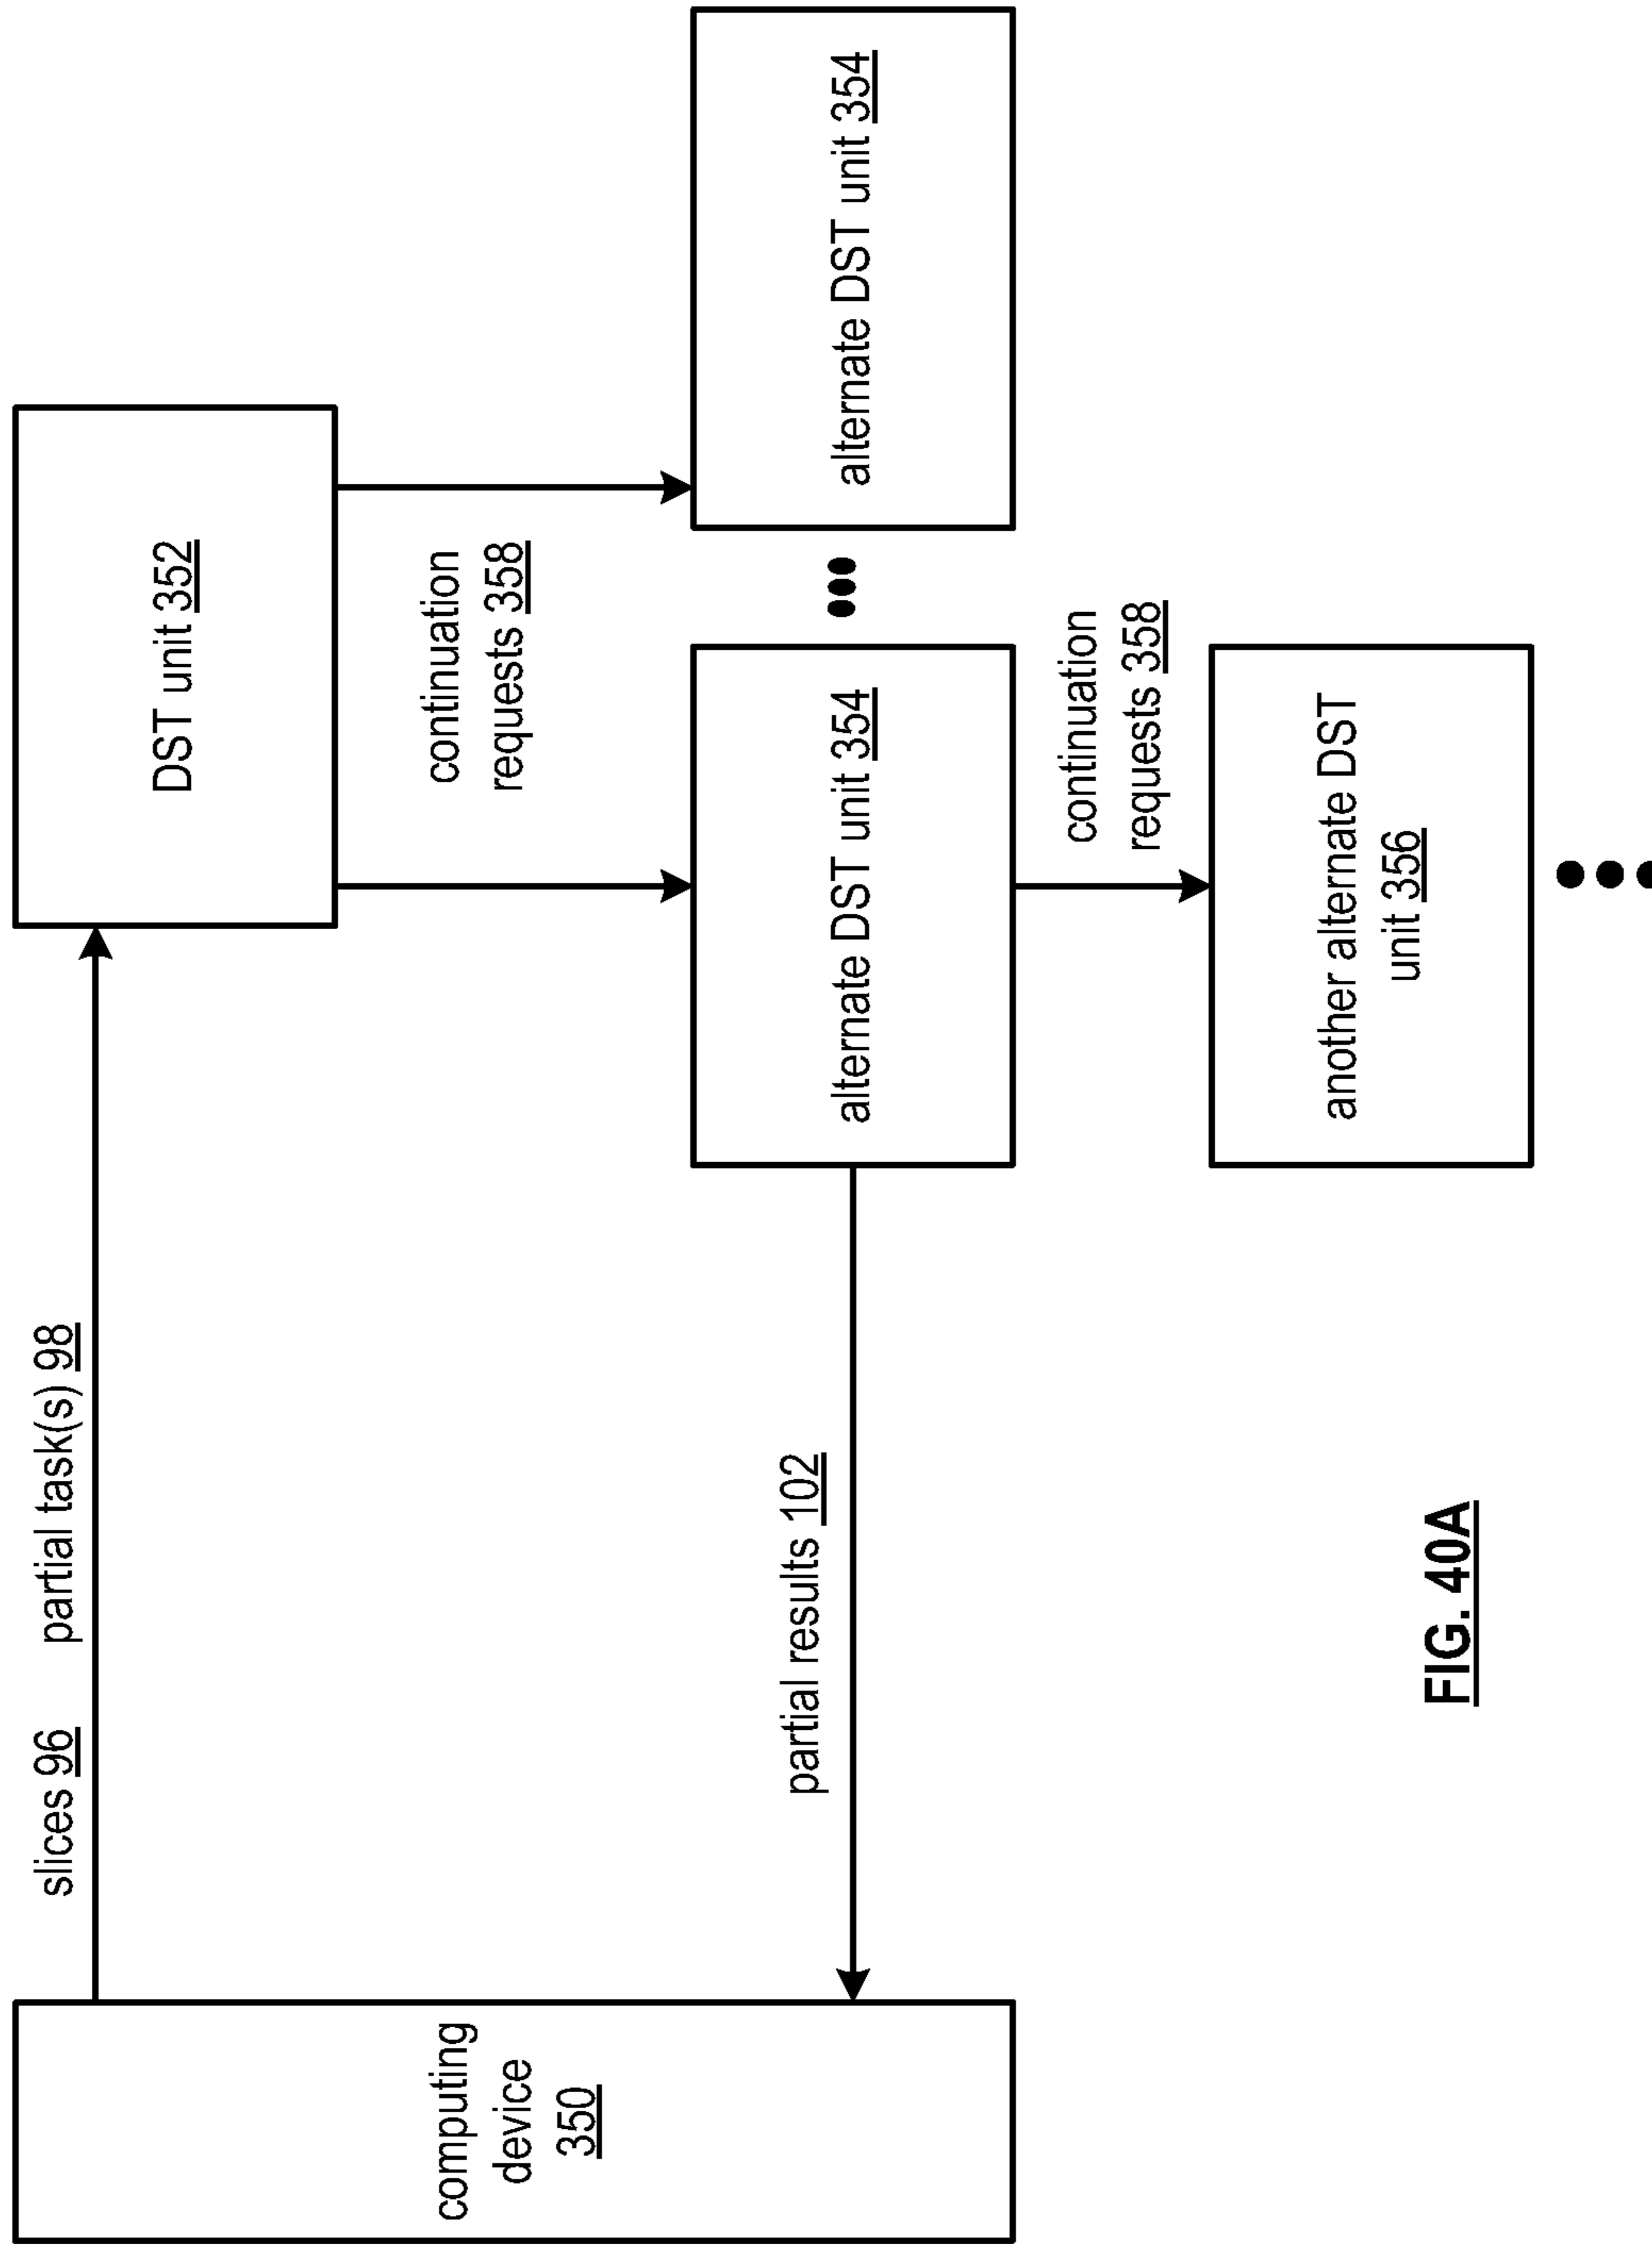 slices 96 partial task(s) 98
DST unit 352
computing
device
350
continuation
requests 358
partial results 102
alternate DST unit 354
alternate DST unit 354
continuation
requests 358
another alternate DST
unit 356
FIG. 40A